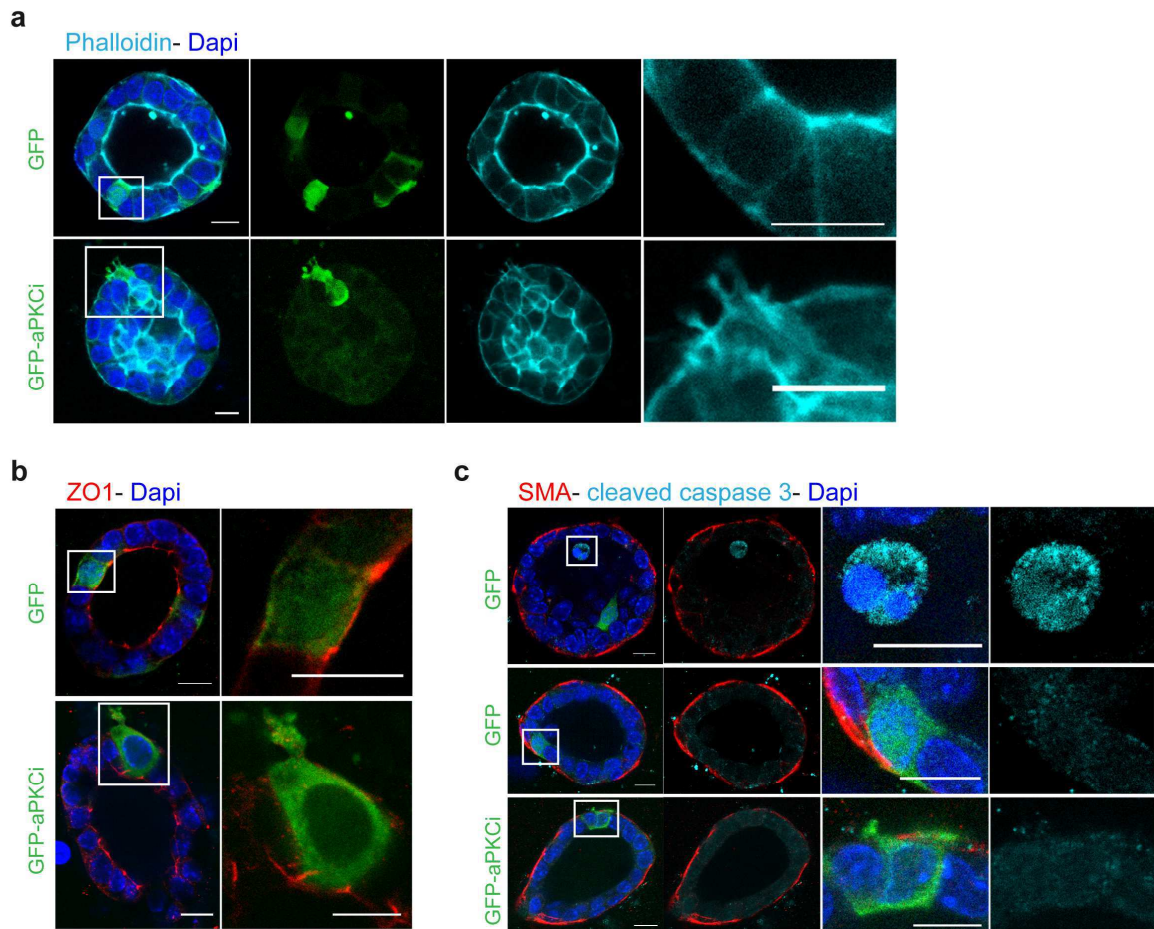 a
Phalloidin- Dapi
GFP
GFP-aPKCi
b
ZO1- Dapi
GFP
GFP-aPKCi
c
SMA- cleaved caspase 3- Dapi
GFP
GFP
GFP-aPKCi